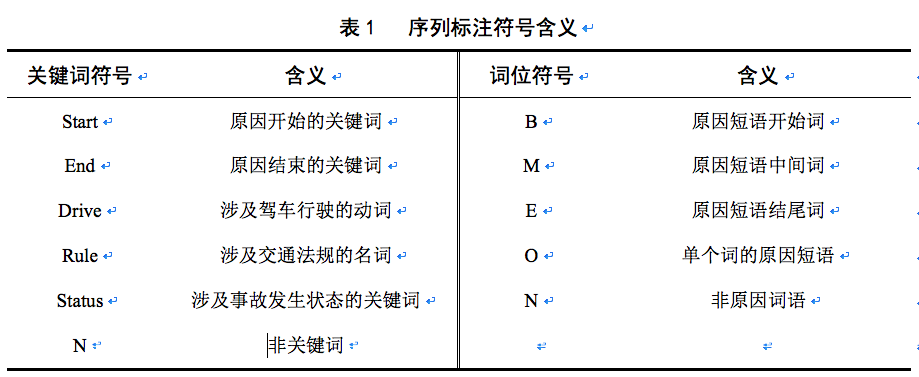 表 1 序列标注符号含义
关键词符号 含义 词位符号 含义
Start 原因开始的关键词 B 原因短语开始词
End 原因结束的关键词 M 原因短语中间词
Drive 涉及驾车行驶的动词 E 原因短语结尾词
Rule 涉及交通法规的名词 O 单个词的原因短语
Status 涉及事故发生状态的关键词 N 非原因词语
N 非关键词